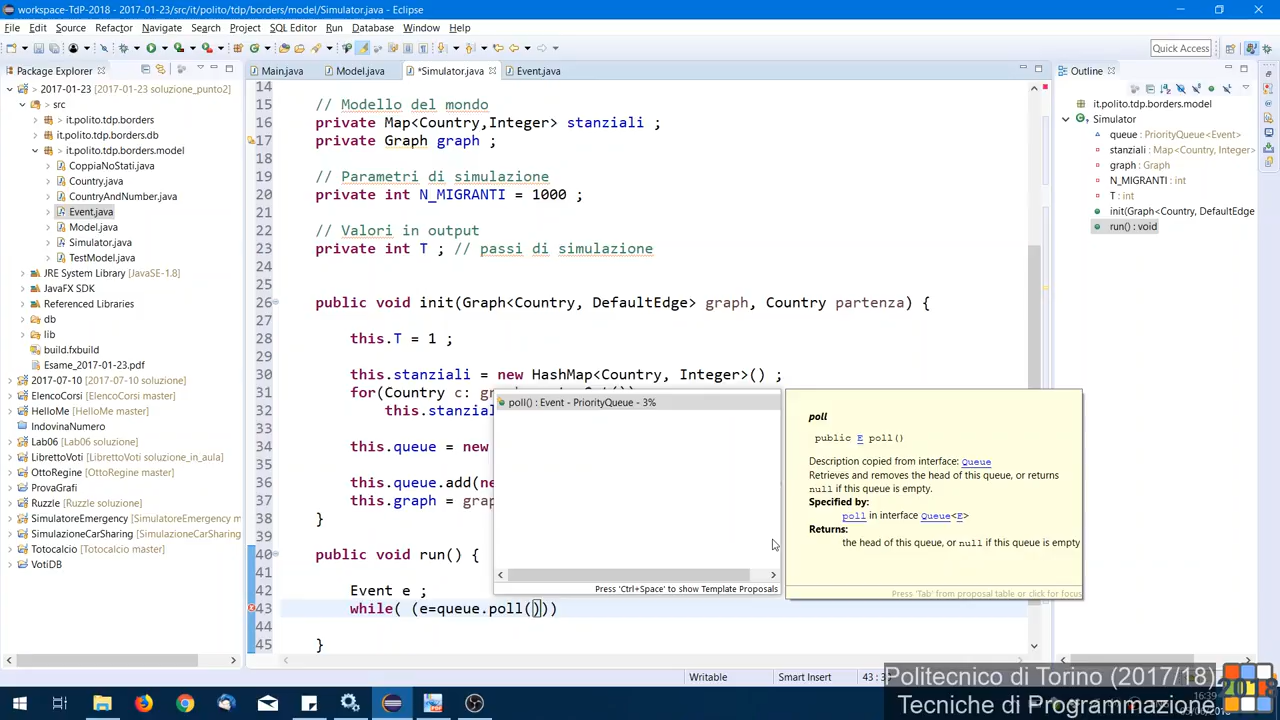 workspace-TdP-2018 - 2017-01-23/src/it/polito/tdp/borders/model/Simulator.java - Eclipse
File Edit Source Refactor Navigate Search Project SQL Editor Run Database Window Help
Quick Access
Package Explorer
Main.java
Model.java
*Simulator.java
Event.java
Outline
2017-01-23 [2017-01-23 soluzione_punto2]
src
it.polito.tdp.borders
it.polito.tdp.borders.db
it.polito.tdp.borders.model
CoppiaNoStati.java
Country.java
CountryAndNumber.java
Event.java
Model.java
Simulator.java
TestModel.java
JRE System Library [JavaSE-1.8]
JavaFX SDK
Referenced Libraries
db
lib
build.fxbuild
Esame_2017-01-23.pdf
2017-07-10 [2017-07-10 soluzione]
ElencoCorsi [ElencoCorsi master]
HelloMe [HelloMe master]
IndovinaNumero
Lab06 [Lab06 soluzione]
LibrettoVoti [LibrettoVoti soluzione_in_aula]
OttoRegine [OttoRegine master]
ProvaGrafi
Ruzzle [Ruzzle soluzione]
SimulatoreEmergency [SimulatoreEmergency m
SimulazioneCarSharing [SimulazioneCarSharing
Totocalcio [Totocalcio master]
VotiDB
14
15 // Modello del mondo
16 private Map<Country,Integer> stanziali ;
17 private Graph graph ;
18
19 // Parametri di simulazione
20 private int N_MIGRANTI = 1000 ;
21
22 // Valori in output
23 private int T ; // passi di simulazione
24
25
26 public void init(Graph<Country, DefaultEdge> graph, Country partenza) {
27
28 this.T = 1 ;
29
30 this.stanziali = new HashMap<Country, Integer>() ;
31 for(Country c:
32 this.stanzial
33
34 this.queue = new
35
36 this.queue.add(ne
37 this.graph = grap
38 }
39
40 public void run() {
41
42 Event e ;
43 while( (e=queue.poll()))
44
45 }
poll() : Event - PriorityQueue - 3%
Press 'Ctrl+Space' to show Template Proposals
poll
public E poll()
Description copied from interface: Queue
Retrieves and removes the head of this queue, or returns
null if this queue is empty.
Specified by:
poll in interface Queue<E>
Returns:
the head of this queue, or null if this queue is empty
Press 'Tab' from proposal table or click for focus
it.polito.tdp.borders.model
Simulator
queue : PriorityQueue<Event>
stanziali : Map<Country, Integer>
graph : Graph
N_MIGRANTI : int
T : int
init(Graph<Country, DefaultEdge
run() : void
Writable
Smart Insert
43 : 3
Politecnico di Torino (2017/18)
Tecniche di Programmazione
2018
16:39